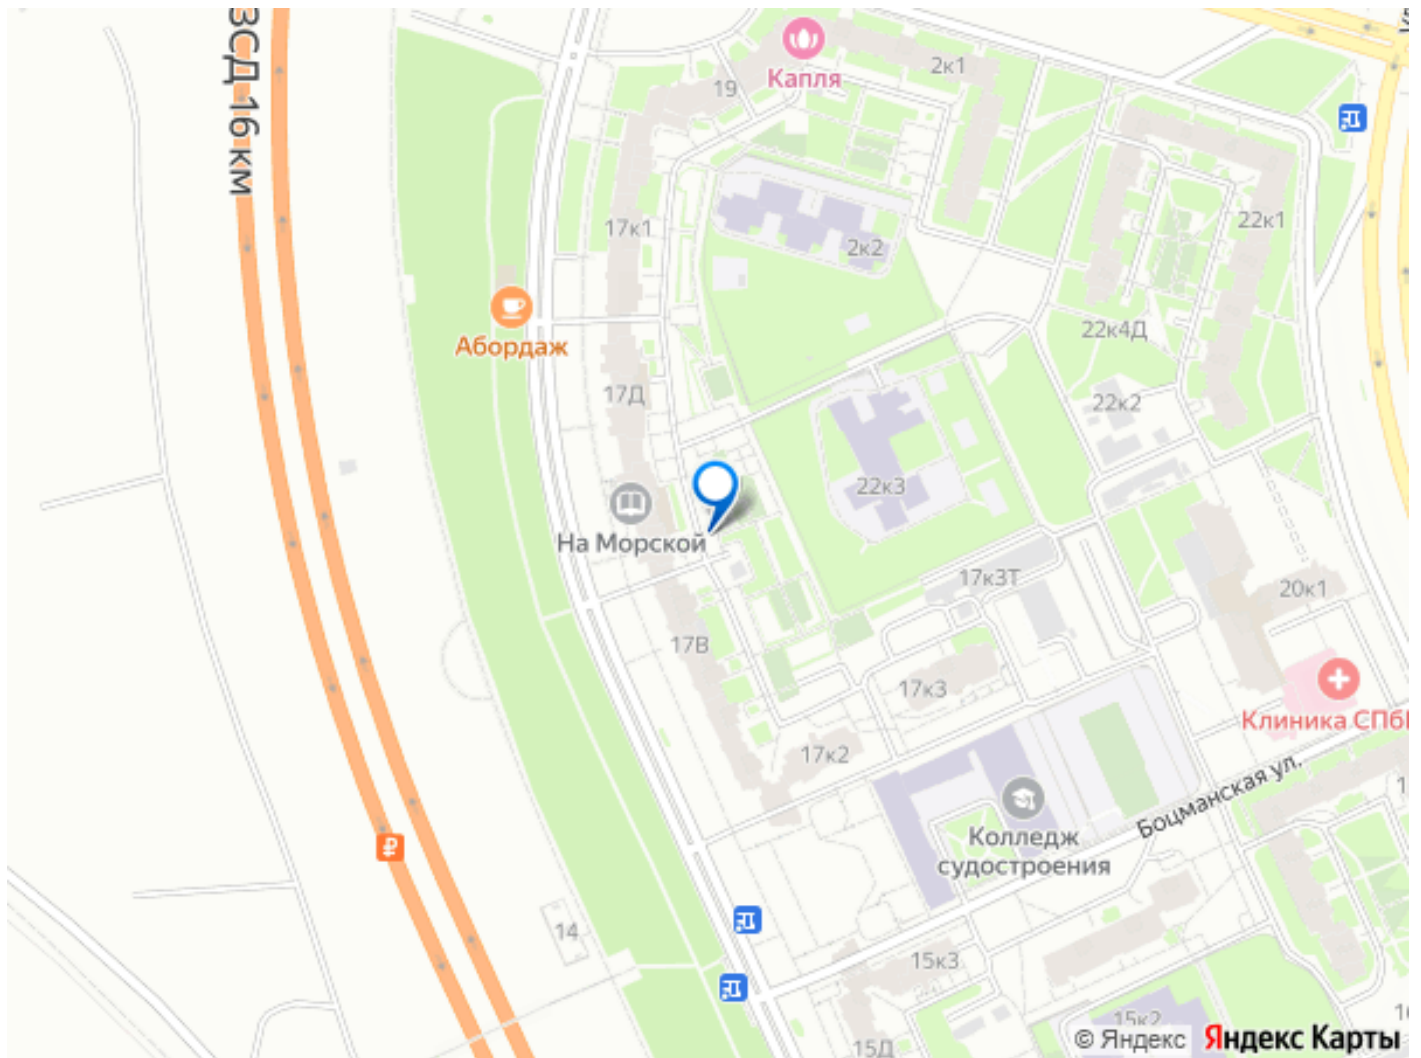 ЗСД 16 км
Капля
2к1
19
17к1
2к2
22к1
Абордаж
22к4Д
17Д
22к2
22к3
На Морской
17к3Т
20к1
17В
17к3
Клиника СПб
17к2
Боцманская ул.
Колледж
судостроения
14
15к3
15к2
15Д
© Яндекс
Яндекс Карты